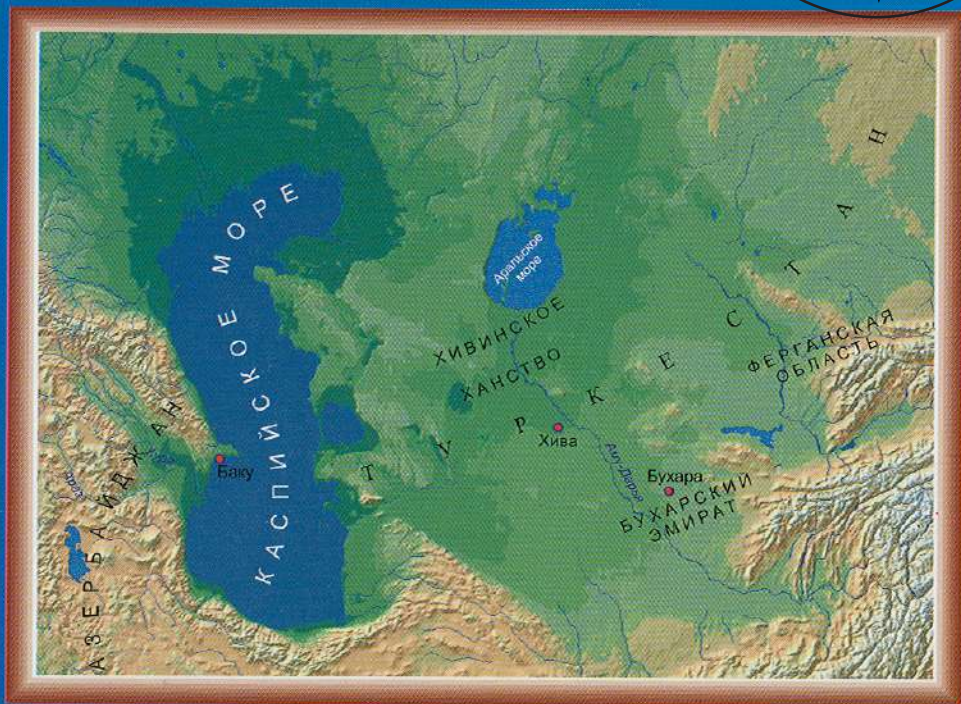 КАСПИЙСКОЕ МОРЕ
Аральское
море
ХИВИНСКОЕ
ХАНСТВО
ТУРКЕСТАН
ФЕРГАНСКАЯ
ОБЛАСТЬ
Хива
Аму-Дарья
Бухара
БУХАРСКИЙ
ЭМИРАТ
Баку
АЗЕРБАЙДЖАН